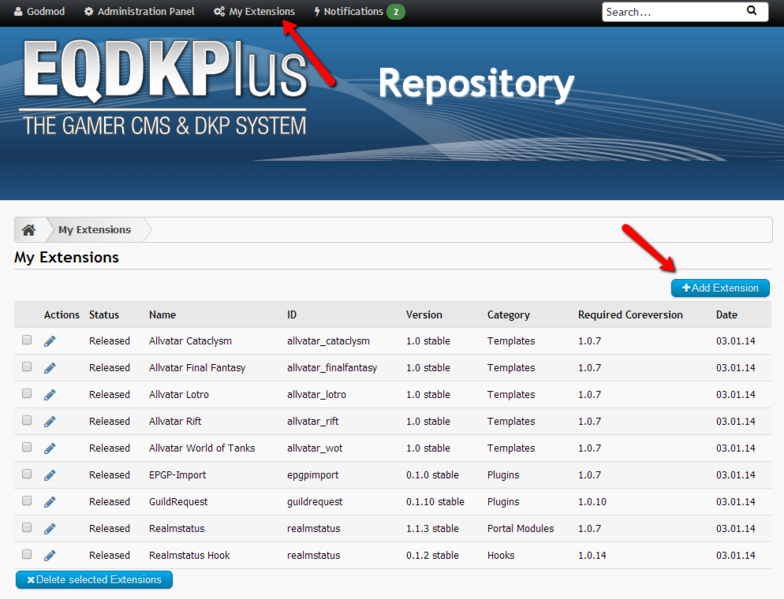 Godmod Administration Panel My Extensions Notifications 2 Search...
EQDKPlus
Repository
THE GAMER CMS & DKP SYSTEM
My Extensions
My Extensions
Add Extension
Actions Status Name ID Version Category Required Coreversion Date
Released Allvatar Cataclysm allvatar_cataclysm 1.0 stable Templates 1.0.7 03.01.14
Released Allvatar Final Fantasy allvatar_finalfantasy 1.0 stable Templates 1.0.7 03.01.14
Released Allvatar Lotro allvatar_lotro 1.0 stable Templates 1.0.7 03.01.14
Released Allvatar Rift allvatar_rift 1.0 stable Templates 1.0.7 03.01.14
Released Allvatar World of Tanks allvatar_wot 1.0 stable Templates 1.0.7 03.01.14
Released EPGP-Import epgpimport 0.1.0 stable Plugins 1.0.7 03.01.14
Released GuildRequest guildrequest 0.1.10 stable Plugins 1.0.10 03.01.14
Released Realmstatus realmstatus 1.1.3 stable Portal Modules 1.0.7 03.01.14
Released Realmstatus Hook realmstatus 0.1.2 stable Hooks 1.0.14 03.01.14
Delete selected Extensions